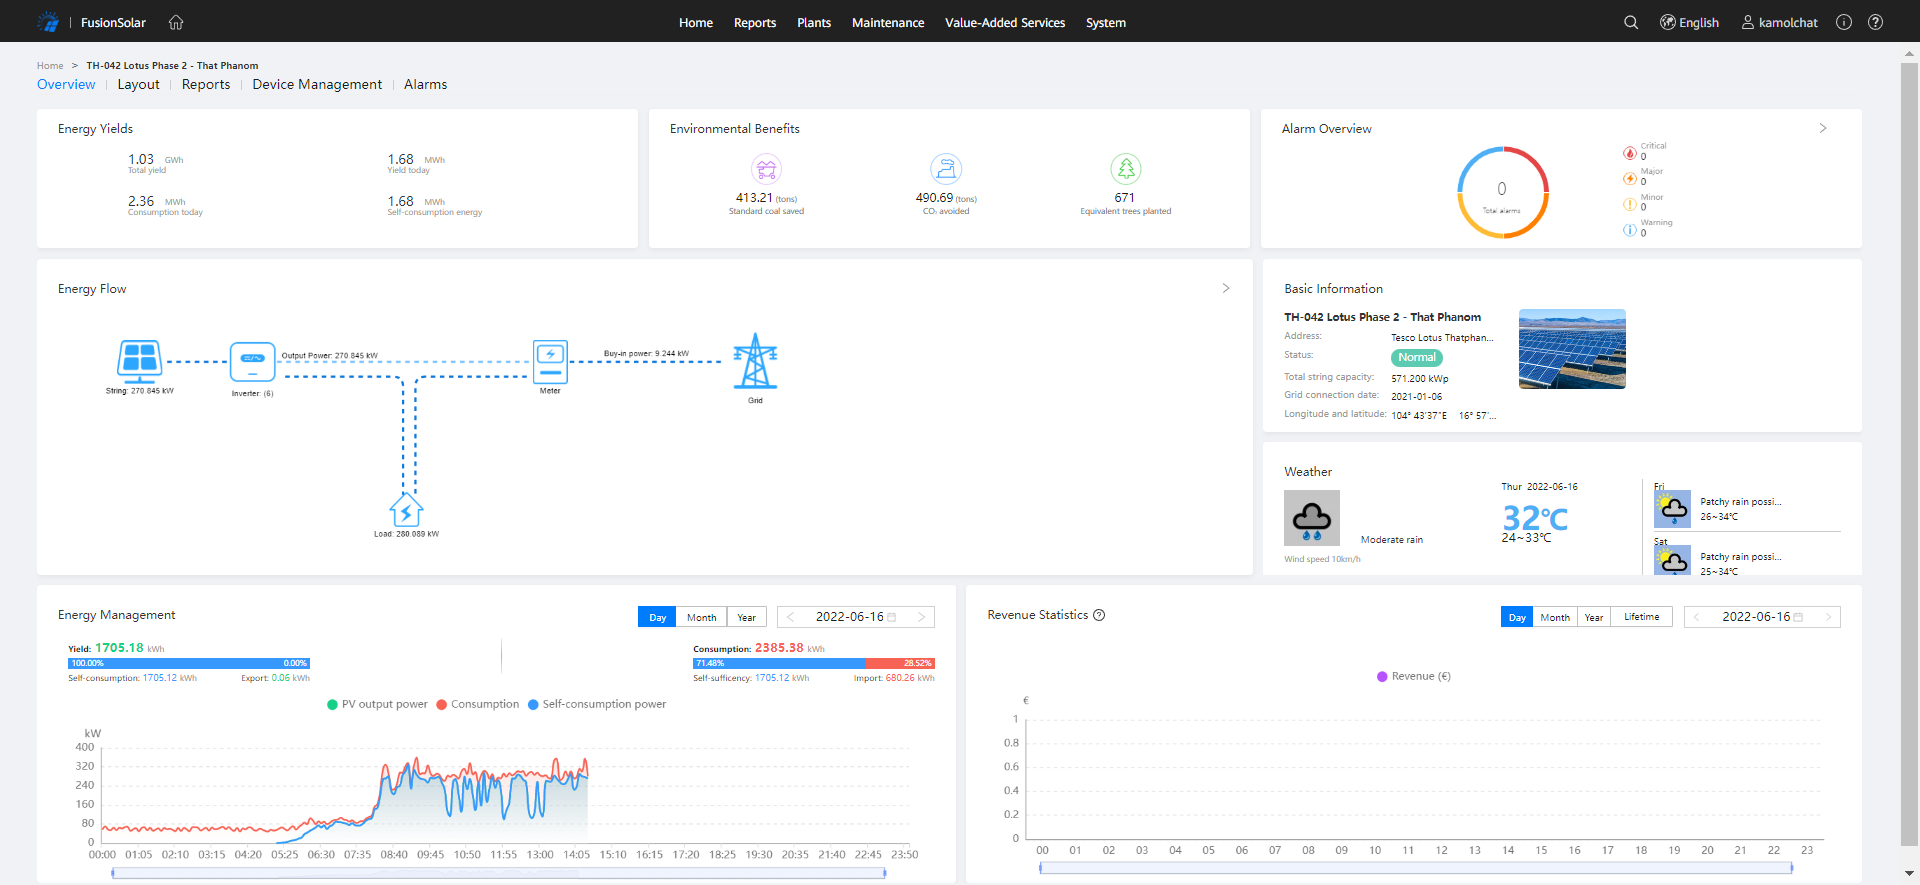 FusionSolar
Home Reports Plants Maintenance Value-Added Services System
English kamolchat
Home > TH-042 Lotus Phase 2 - That Phanom
Overview Layout Reports Device Management Alarms
Energy Yields
1.03 GWh
Total yield
1.68 MWh
Yield today
2.36 MWh
Consumption today
1.68 MWh
Self-consumption energy
Environmental Benefits
413.21 (tons)
Standard coal saved
490.69 (tons)
CO₂ avoided
671
Equivalent trees planted
Alarm Overview
0
Total alarms
Critical
0
Major
0
Minor
0
Warning
0
Energy Flow
String: 270.845 kW
Inverter: (6)
Output Power: 270.845 kW
Meter
Buy-in power: 9.244 kW
Grid
Load: 280.089 kW
Basic Information
TH-042 Lotus Phase 2 - That Phanom
Address: Tesco Lotus Thatphan...
Status: Normal
Total string capacity: 571.200 kWp
Grid connection date: 2021-01-06
Longitude and latitude: 104° 43'37"E 16° 57'...
Weather
Moderate rain
Wind speed 10km/h
Thur 2022-06-16
32℃
24~33℃
Fri
Patchy rain possi...
26~34℃
Sat
Patchy rain possi...
25~34℃
Energy Management
Day Month Year
2022-06-16
Yield: 1705.18 kWh
100.00% 0.00%
Self-consumption: 1705.12 kWh Export: 0.06 kWh
Consumption: 2385.38 kWh
71.48% 28.52%
Self-sufficency: 1705.12 kWh Import: 680.26 kWh
PV output power Consumption Self-consumption power
kW
400
320
240
160
80
0
00:00 01:05 02:10 03:15 04:20 05:25 06:30 07:35 08:40 09:45 10:50 11:55 13:00 14:05 15:10 16:15 17:20 18:25 19:30 20:35 21:40 22:45 23:50
Revenue Statistics
Day Month Year Lifetime
2022-06-16
Revenue (€)
€
1
0.8
0.6
0.4
0.2
0
00 01 02 03 04 05 06 07 08 09 10 11 12 13 14 15 16 17 18 19 20 21 22 23